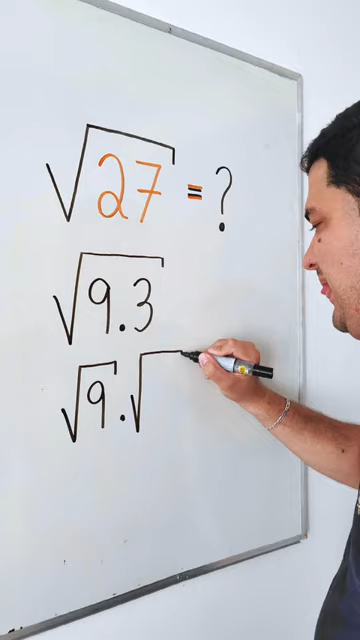 √27 = ?
√9.3
√9 . √